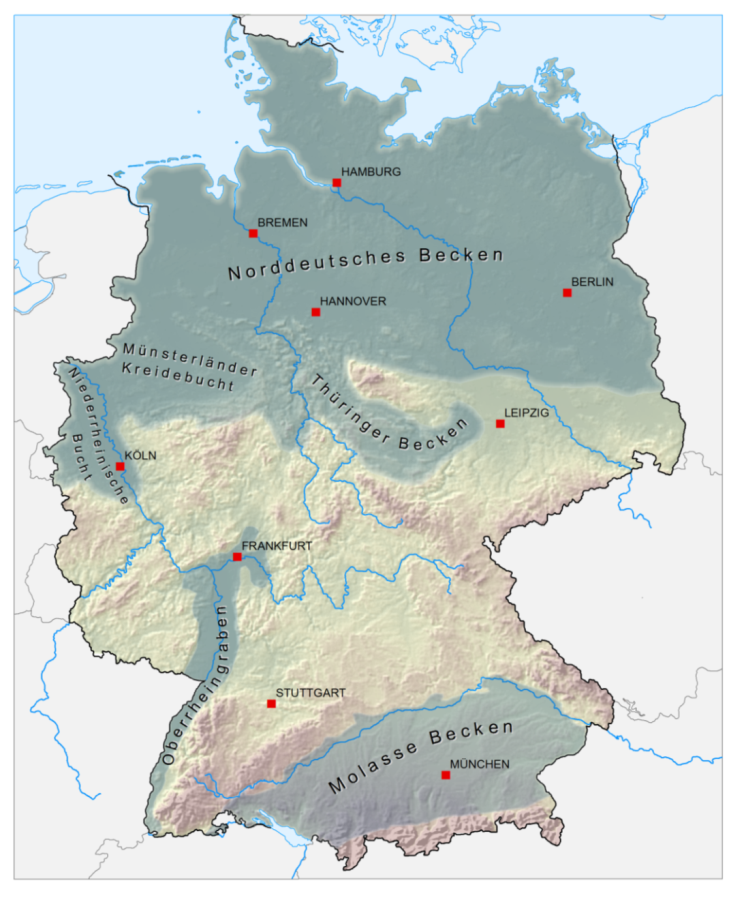 HAMBURG
BREMEN
Norddeutsches Becken
BERLIN
HANNOVER
Münsterländer
Kreidebucht
Niederrheinische
Bucht
Thüringer Becken
LEIPZIG
KÖLN
FRANKFURT
Oberrheingraben
STUTTGART
Molasse Becken
MÜNCHEN